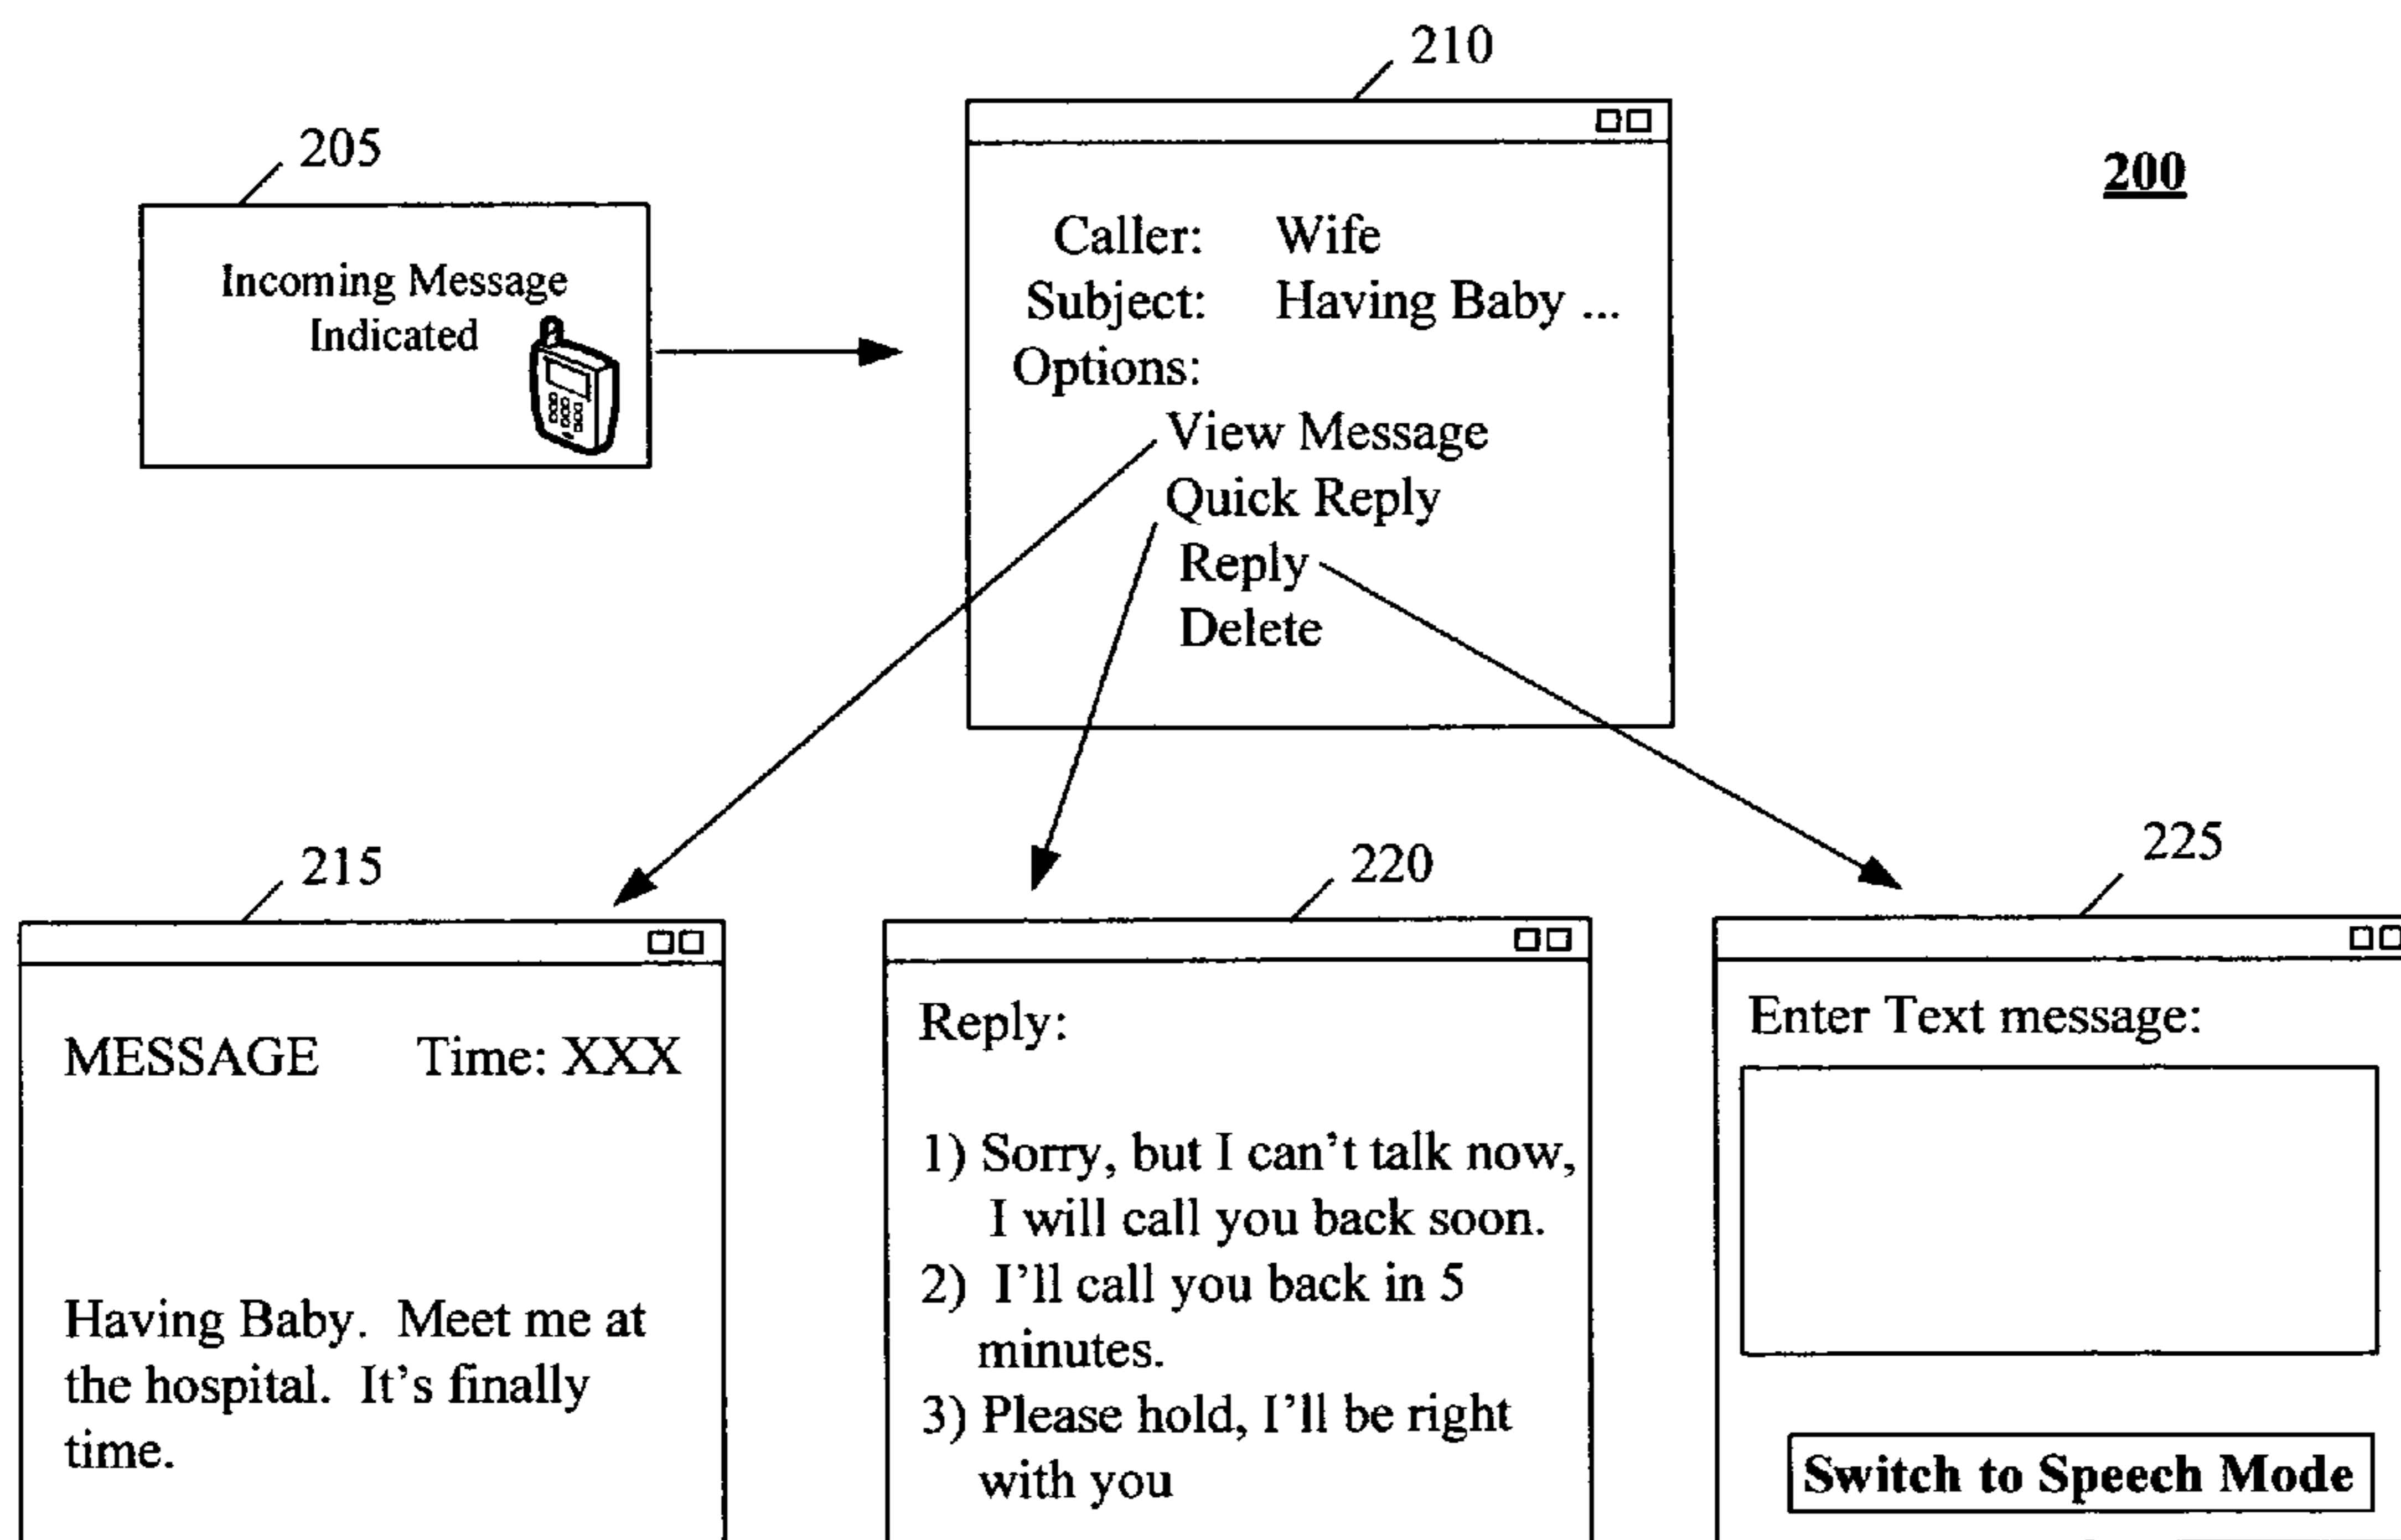 210
205
200
Incoming Message
Indicated
Caller: Wife
Subject: Having Baby ...
Options:
View Message
Quick Reply
Reply
Delete
215
220
225
MESSAGE Time: XXX
Having Baby. Meet me at
the hospital. It's finally
time.
Reply:
1) Sorry, but I can't talk now,
I will call you back soon.
2) I'll call you back in 5
minutes.
3) Please hold, I'll be right
with you
Enter Text message:
Switch to Speech Mode